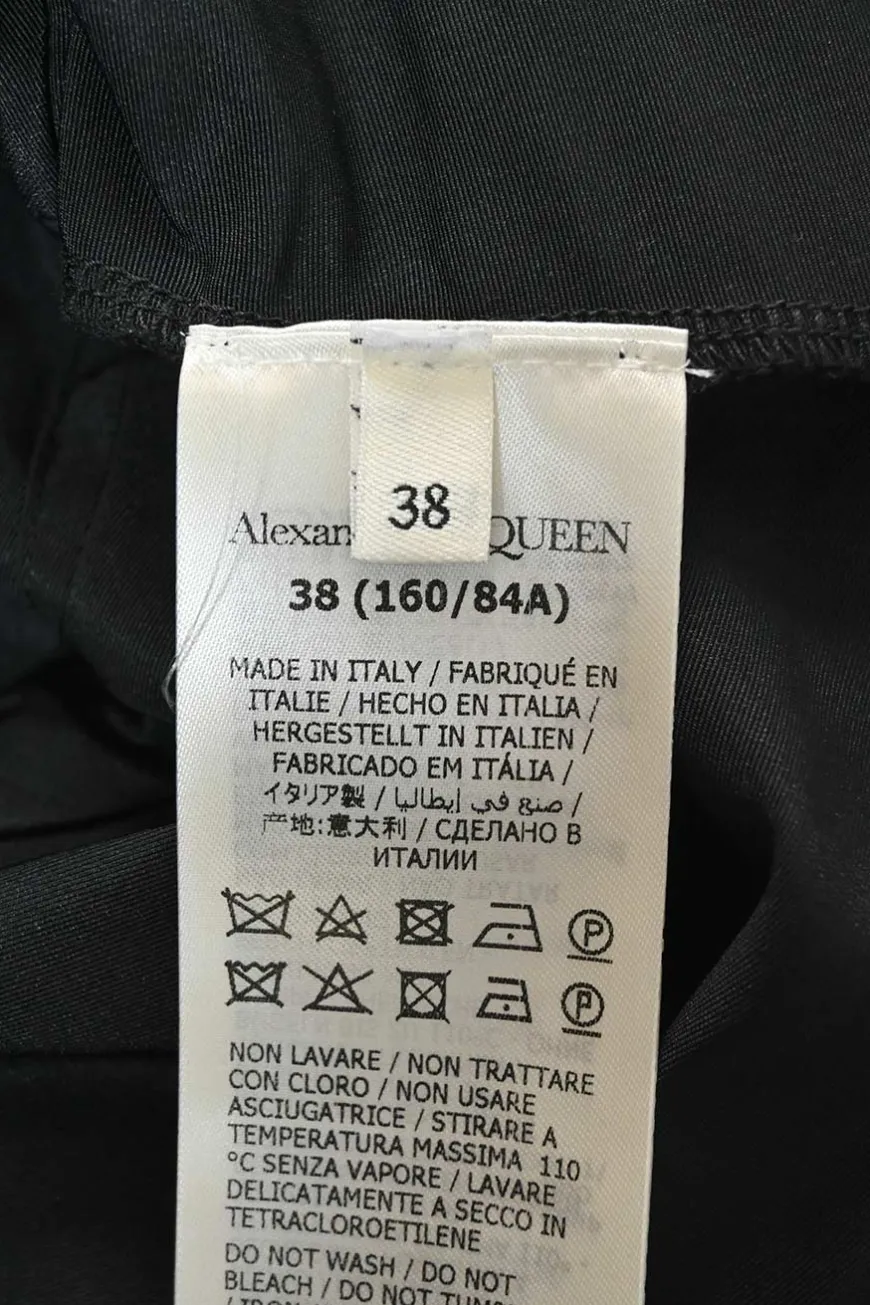 38
Alexan QUEEN
38 (160/84A)
MADE IN ITALY / FABRIQUÉ EN
ITALIE / HECHO EN ITALIA /
HERGESTELLT IN ITALIEN /
FABRICADO EM ITÁLIA /
イタリア製 / صنع في إيطاليا /
产地:意大利 / СДЕЛАНО В
ИТАЛИИ
P
P
NON LAVARE / NON TRATTARE
CON CLORO / NON USARE
ASCIUGATRICE / STIRARE A
TEMPERATURA MASSIMA 110
°C SENZA VAPORE / LAVARE
DELICATAMENTE A SECCO IN
TETRACLOROETILENE
DO NOT WASH / DO NOT
BLEACH / DO NOT